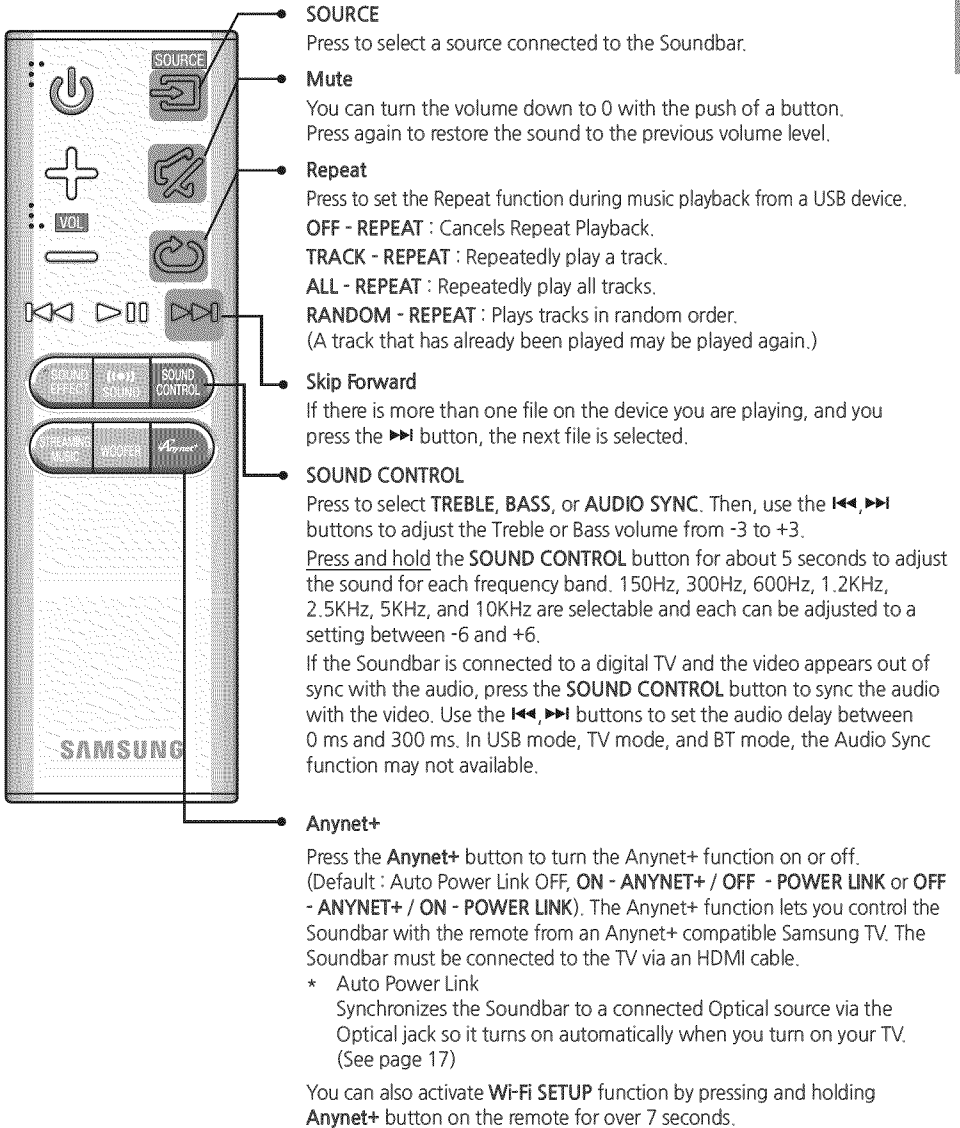 SOURCE
Press to select a source connected to the Soundbar.
Mute
You can turn the volume down to 0 with the push of a button.
Press again to restore the sound to the previous volume level.
Repeat
Press to set the Repeat function during music playback from a USB device.
OFF - REPEAT : Cancels Repeat Playback.
TRACK - REPEAT : Repeatedly play a track.
ALL - REPEAT : Repeatedly play all tracks.
RANDOM - REPEAT : Plays tracks in random order.
(A track that has already been played may be played again.)
Skip Forward
If there is more than one file on the device you are playing, and you
press the ▶▶I button, the next file is selected.
SOUND CONTROL
Press to select TREBLE, BASS, or AUDIO SYNC. Then, use the I◀◀,▶▶I
buttons to adjust the Treble or Bass volume from -3 to +3.
Press and hold the SOUND CONTROL button for about 5 seconds to adjust
the sound for each frequency band. 150Hz, 300Hz, 600Hz, 1.2KHz,
2.5KHz, 5KHz, and 10KHz are selectable and each can be adjusted to a
setting between -6 and +6.
If the Soundbar is connected to a digital TV and the video appears out of
sync with the audio, press the SOUND CONTROL button to sync the audio
with the video. Use the I◀◀,▶▶I buttons to set the audio delay between
0 ms and 300 ms. In USB mode, TV mode, and BT mode, the Audio Sync
function may not available.
Anynet+
Press the Anynet+ button to turn the Anynet+ function on or off.
(Default : Auto Power Link OFF, ON - ANYNET+ / OFF - POWER LINK or OFF
- ANYNET+ / ON - POWER LINK). The Anynet+ function lets you control the
Soundbar with the remote from an Anynet+ compatible Samsung TV. The
Soundbar must be connected to the TV via an HDMI cable.
* Auto Power Link
Synchronizes the Soundbar to a connected Optical source via the
Optical jack so it turns on automatically when you turn on your TV.
(See page 17)
You can also activate Wi-Fi SETUP function by pressing and holding
Anynet+ button on the remote for over 7 seconds.
SOURCE
VOL
SOUND
EFFECT
SOUND
SOUND
CONTROL
STREAMING
MUSIC
WOOFER
Anynet+
SAMSUNG